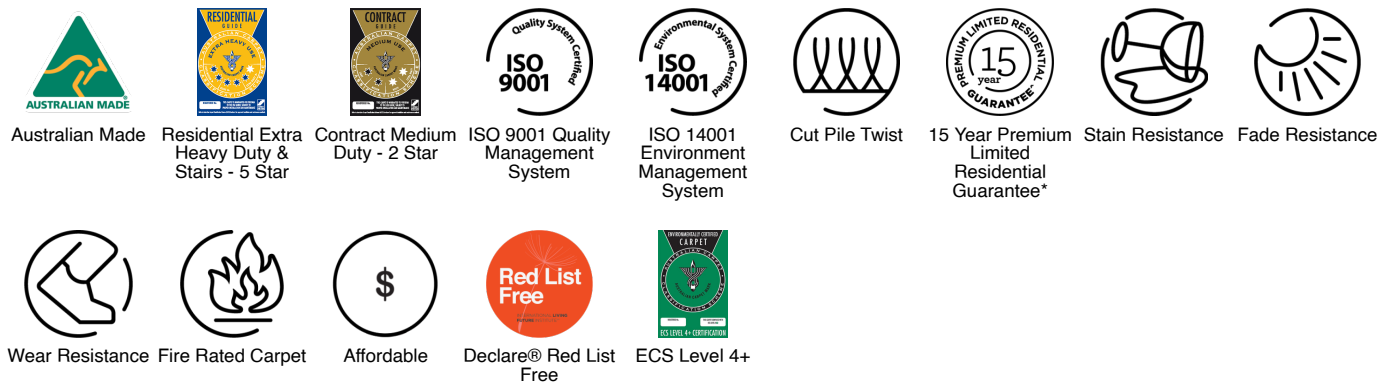 AUSTRALIAN MADE
RESIDENTIAL
GUIDE
EXTRA HEAVY USE
CONTRACT
GUIDE
MEDIUM USE
Quality System Certified
ISO
9001
Environmental System Certified
ISO
14001
PREMIUM LIMITED RESIDENTIAL
15
year
GUARANTEE^
Australian Made
Residential Extra
Heavy Duty &
Stairs - 5 Star
Contract Medium
Duty - 2 Star
ISO 9001 Quality
Management
System
ISO 14001
Environment
Management
System
Cut Pile Twist
15 Year Premium
Limited
Residential
Guarantee*
Stain Resistance
Fade Resistance
$
Red List
Free
ENVIRONMENTALLY CERTIFIED
CARPET
AUSTRALIAN CARPET
CLASSIFICATION SCHEME
ECS LEVEL 4+ CERTIFICATION
Wear Resistance
Fire Rated Carpet
Affordable
Declare® Red List
Free
ECS Level 4+